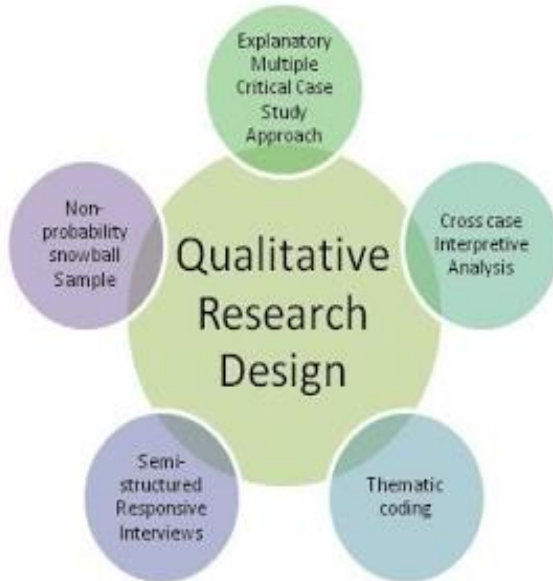 Explanatory
Multiple
Critical Case
Study
Approach
Non-
probability
snowball
Sample
Cross case
Interpretive
Analysis
Qualitative
Research
Design
Semi-
structured
Responsive
Interviews
Thematic
coding